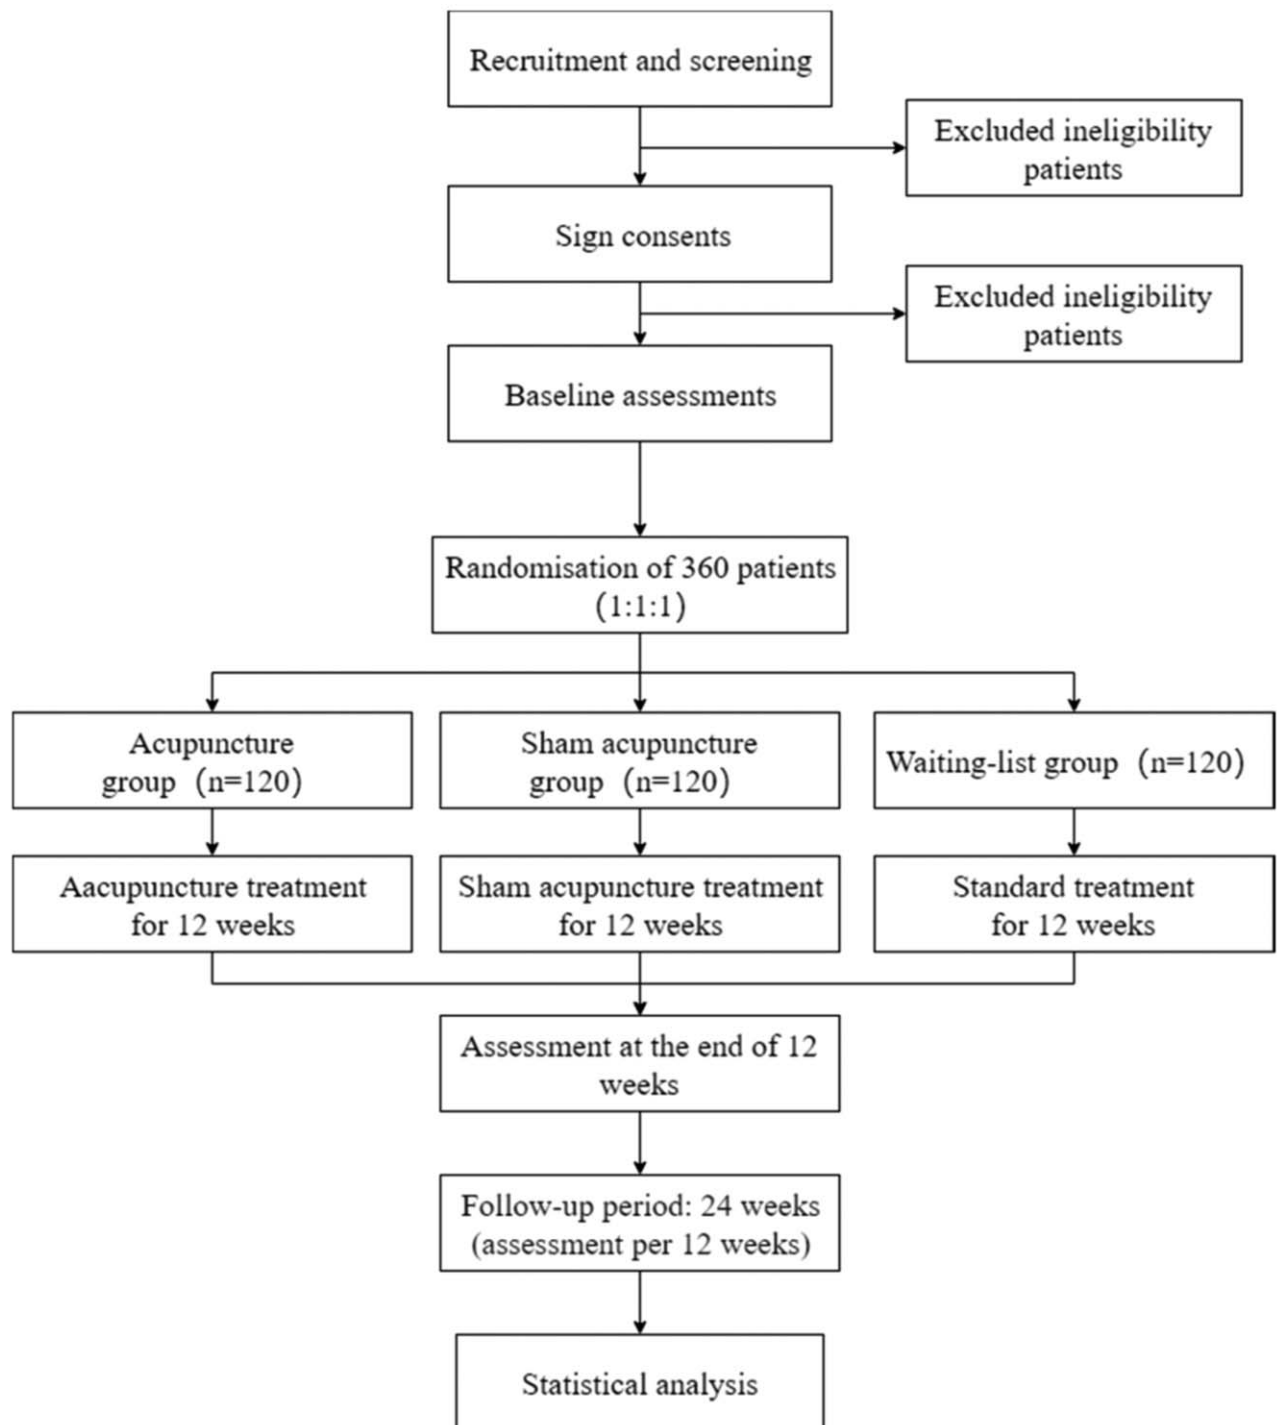 Recruitment and screening
Excluded ineligibility
patients
Sign consents
Excluded ineligibility
patients
Baseline assessments
Randomisation of 360 patients
(1:1:1)
Acupuncture
group (n=120)
Sham acupuncture
group (n=120)
Waiting-list group (n=120)
Aacupuncture treatment
for 12 weeks
Sham acupuncture treatment
for 12 weeks
Standard treatment
for 12 weeks
Assessment at the end of 12
weeks
Follow-up period: 24 weeks
(assessment per 12 weeks)
Statistical analysis